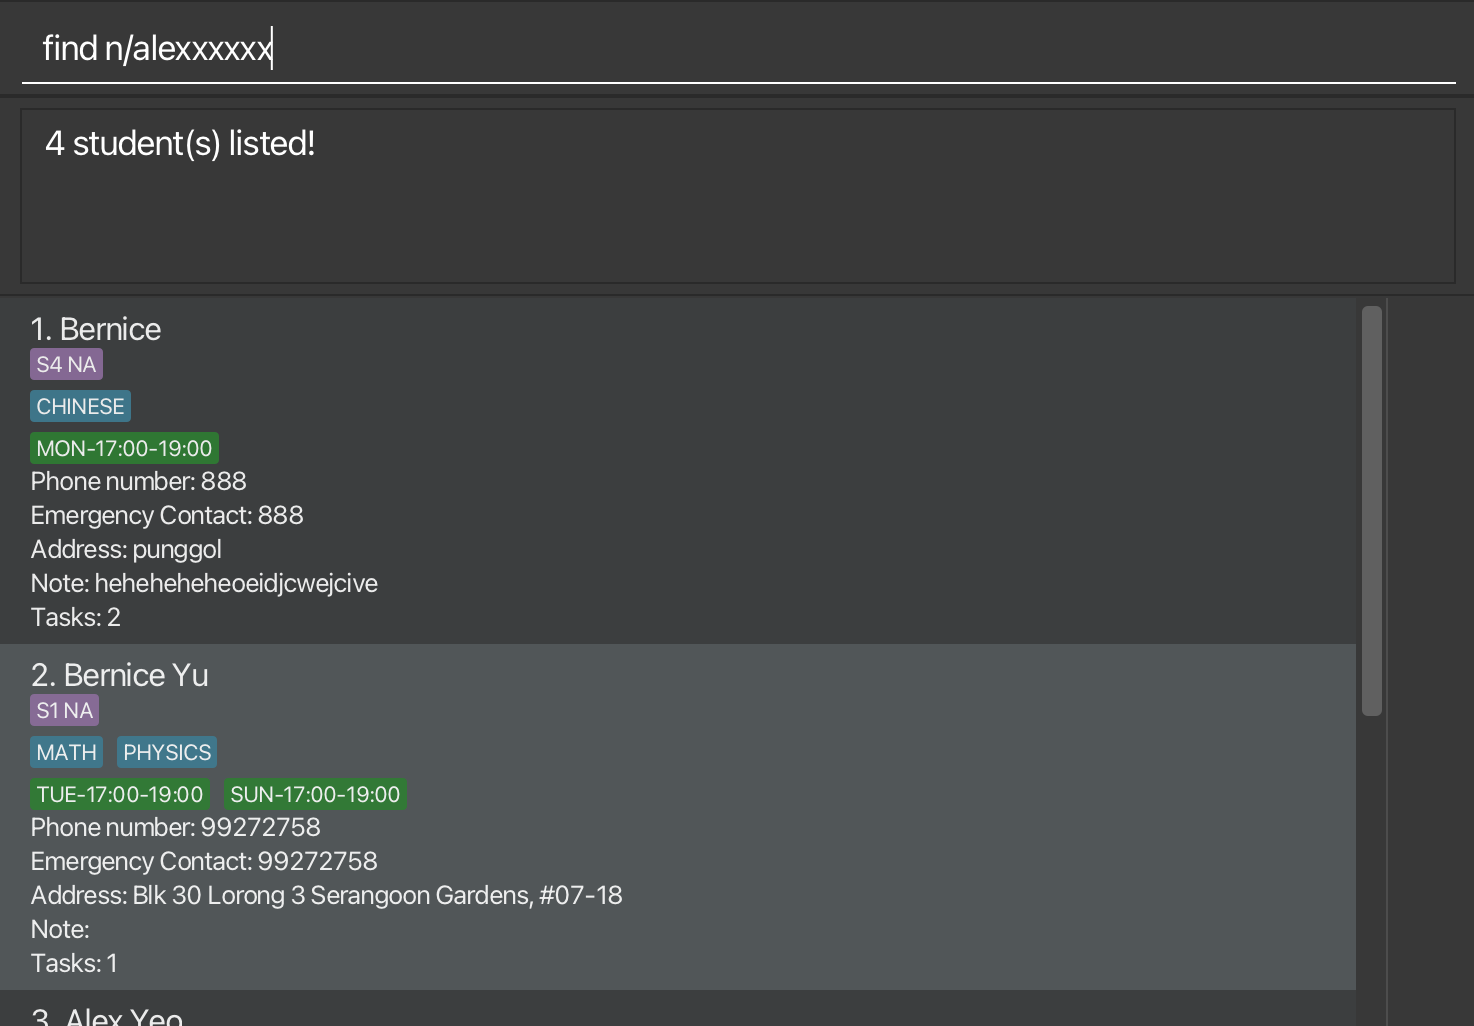 find n/alexxxxxx
4 student(s) listed!
1. Bernice
S4 NA
CHINESE
MON-17:00-19:00
Phone number: 888
Emergency Contact: 888
Address: punggol
Note: heheheheheoeidjcwejcive
Tasks: 2
2. Bernice Yu
S1 NA
MATH PHYSICS
TUE-17:00-19:00 SUN-17:00-19:00
Phone number: 99272758
Emergency Contact: 99272758
Address: Blk 30 Lorong 3 Serangoon Gardens, #07-18
Note:
Tasks: 1
3. Alex Yeo